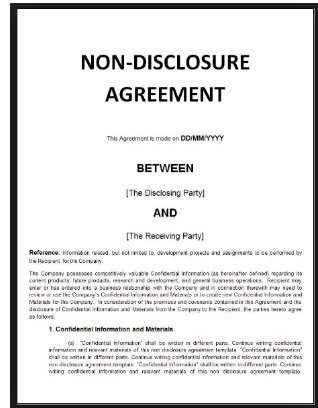 NON-DISCLOSURE
AGREEMENT
This Agreement is made on DD/MM/YYYY
BETWEEN
[The Disclosing Party]
AND
[The Receiving Party]
Reference: Information related, but not limited to, development projects and assignments to be performed by
the Recipient for the Company.
The Company possesses competitively valuable Confidential Information (as hereinafter defined) regarding its
current products, future products, research and development, and general business operations. Recipient may
enter or has entered into a business relationship with the Company and in connection therewith may need to
review or use the Company's Confidential Information and Materials or to create new Confidential Information and
Materials for the Company. In consideration of the promises and covenants contained in this Agreement and the
disclosure of Confidential Information and Materials from the Company to the Recipient, the parties hereto agree
as follows:
1. Confidential Information and Materials
(a) "Confidential Information" shall be written in different parts. Continue writing confidential
information and relevant materials of this non disclosure agreement template. "Confidential Information"
shall be written in different parts. Continue writing confidential information and relevant materials of this
non disclosure agreement template. "Confidential Information" shall be written in different parts. Continue
writing confidential information and relevant materials of this non disclosure agreement template.